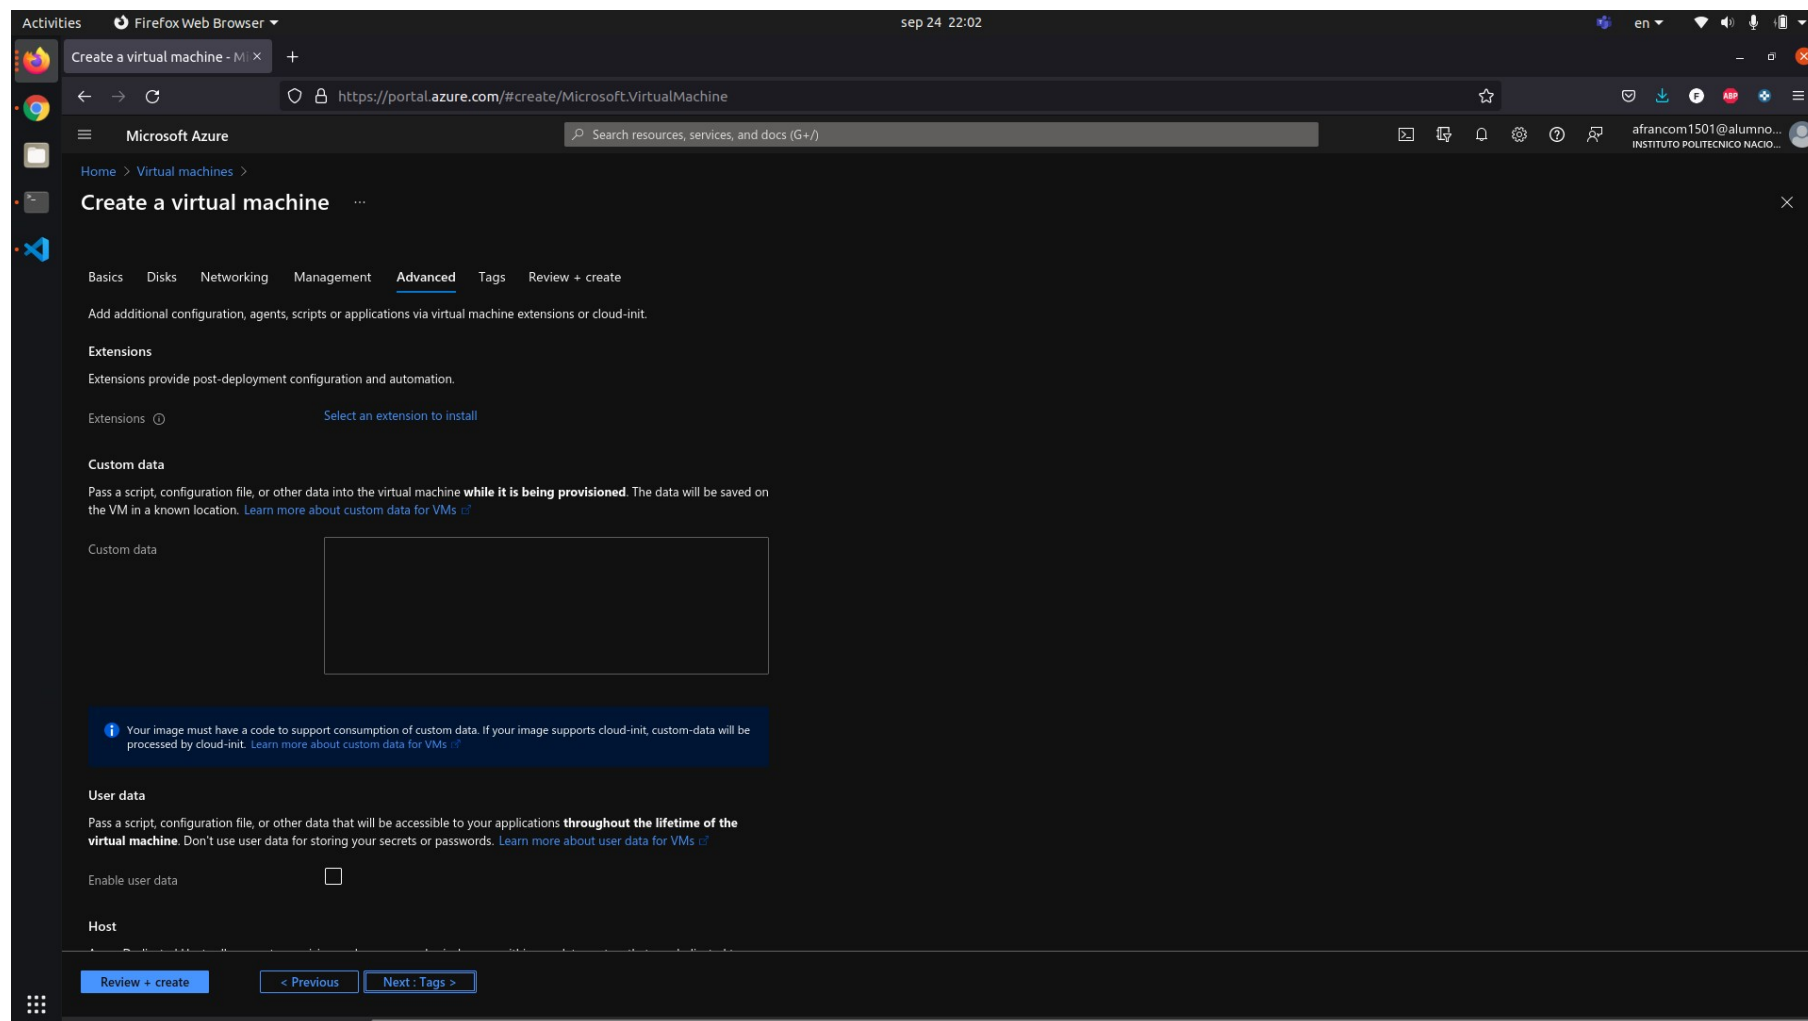 Activities Firefox Web Browser sep 24 22:02 en
Create a virtual machine - Mi
https://portal.azure.com/#create/Microsoft.VirtualMachine ABP
Microsoft Azure Search resources, services, and docs (G+/) afrancom1501@alumno...
INSTITUTO POLITECNICO NACIO...
Home > Virtual machines >
Create a virtual machine ...
Basics Disks Networking Management Advanced Tags Review + create
Add additional configuration, agents, scripts or applications via virtual machine extensions or cloud-init.
Extensions
Extensions provide post-deployment configuration and automation.
Extensions Select an extension to install
Custom data
Pass a script, configuration file, or other data into the virtual machine while it is being provisioned. The data will be saved on
the VM in a known location. Learn more about custom data for VMs
Custom data
Your image must have a code to support consumption of custom data. If your image supports cloud-init, custom-data will be
processed by cloud-init. Learn more about custom data for VMs
User data
Pass a script, configuration file, or other data that will be accessible to your applications throughout the lifetime of the
virtual machine. Don't use user data for storing your secrets or passwords. Learn more about user data for VMs
Enable user data
Host
Review + create < Previous Next : Tags >